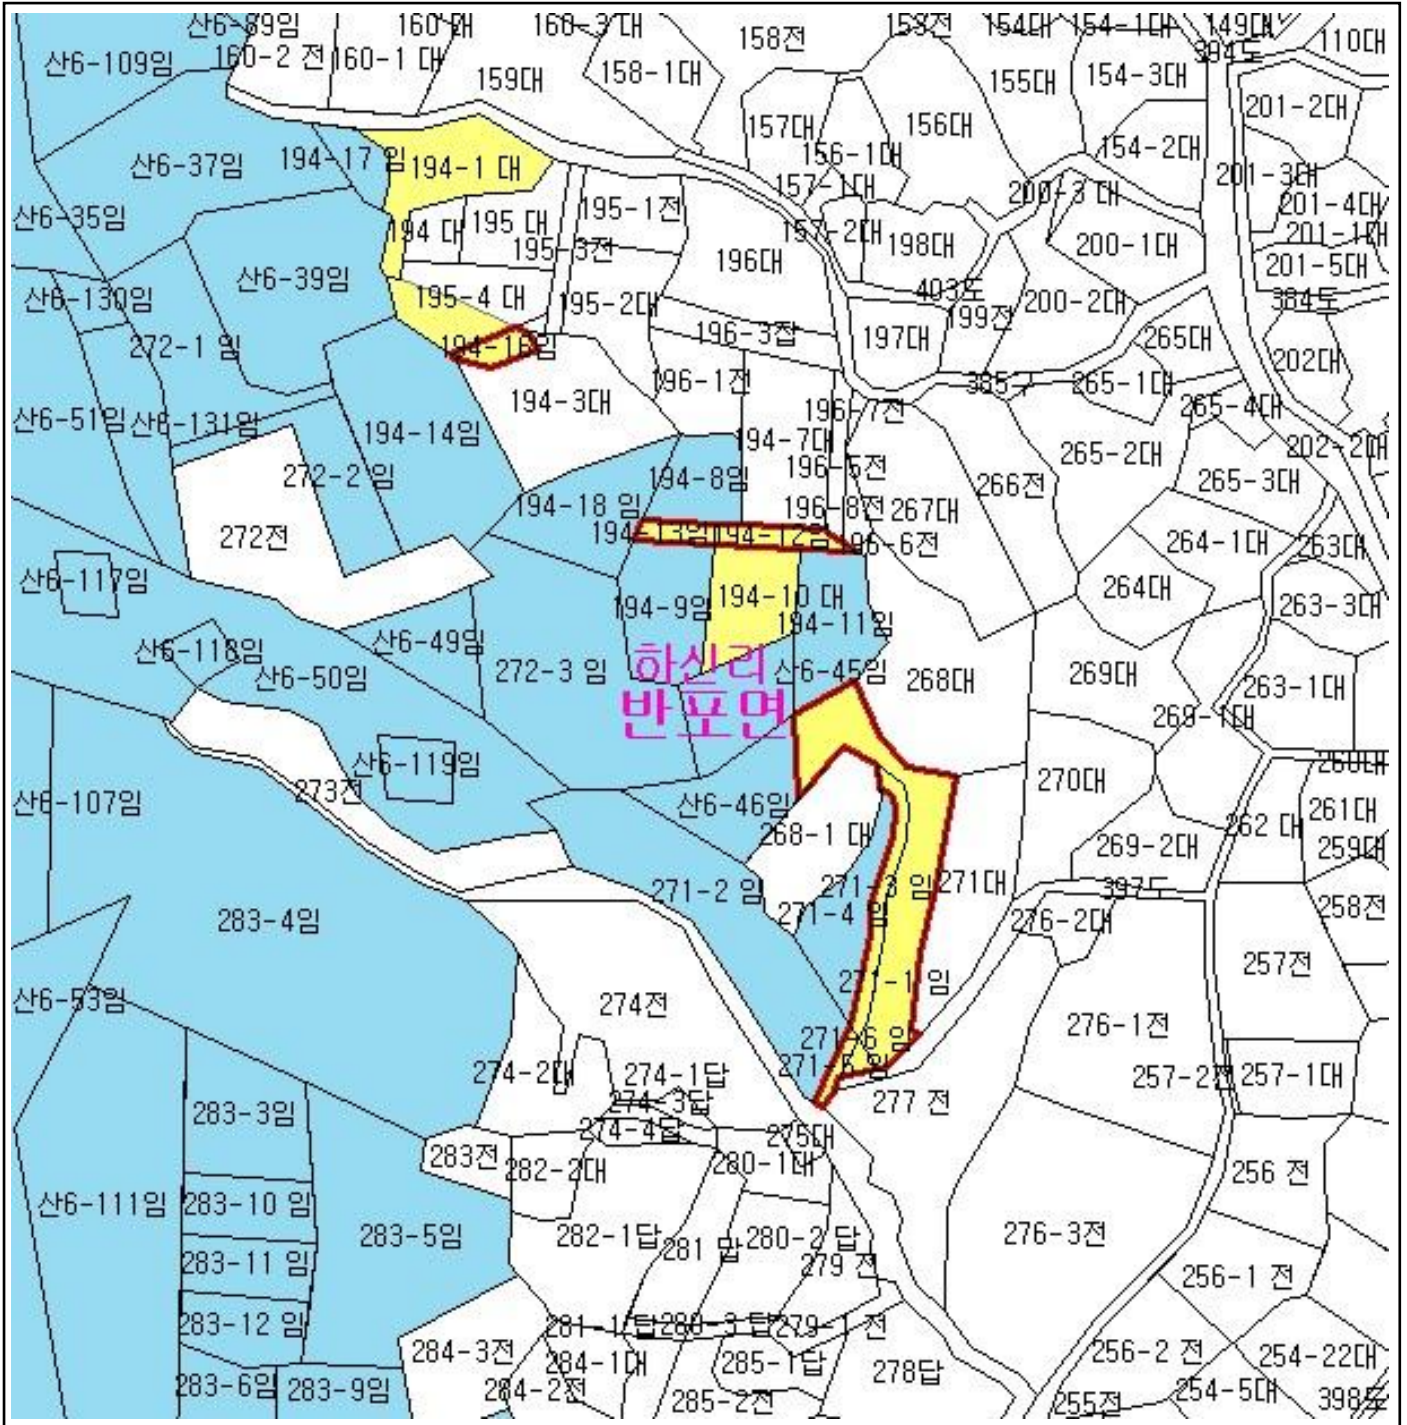 산6-89임
160대
160-3대
158전
153전
154대
154-1대
149대
산6-109임
160-2 전
160-1 대
159대
158-1대
155대
154-3대
394도
110대
201-2대
157대
156대
156-1대
154-2대
산6-37임
194-17 임
194-1 대
157-1대
200-3 대
201-3대
산6-35임
194 대
195 대
195-1전
157-2대
201-4대
195-3전
198대
200-1대
201-1대
산6-39임
196대
201-5대
산6-130임
195-4 대
195-2대
403도
200-2대
384도
272-1 임
194-16임
196-3잡
197대
199전
265대
202대
196-1전
385구
265-1대
산6-51임
산6-131임
194-3대
196-7전
265-4대
194-14임
194-7대
265-2대
202-2대
272-2 임
194-8임
196-5전
266전
265-3대
194-18 임
196-8전
267대
272전
194-13임
194-12임
196-6전
264-1대
263대
산6-117임
194-9임
194-10 대
264대
263-3대
산6-118임
산6-49임
194-11임
산6-50임
272-3 임
하신리
산6-45임
268대
269대
263-1대
반포면
269-1대
산6-119임
260대
산6-107임
273전
산6-46임
270대
261대
268-1 대
269-2대
262 대
259대
271-2 임
271-3 임
271대
397도
283-4임
271-4 임
276-2대
258전
257전
산6-53임
274전
271-1 임
276-1전
271-6 임
274-2대
274-1답
271-5 임
257-2전
257-1대
283-3임
274-3답
277 전
274-4답
275대
283전
282-2대
280-1대
256 전
산6-111임
283-10 임
283-5임
282-1답
281 답
280-2 답
276-3전
283-11 임
279 전
256-1 전
283-12 임
281-1답
280-3 답
279-1 전
284-3전
284-1대
285-1답
278답
256-2 전
254-22대
283-6임
283-9임
284-2전
285-2전
255전
254-5대
398도